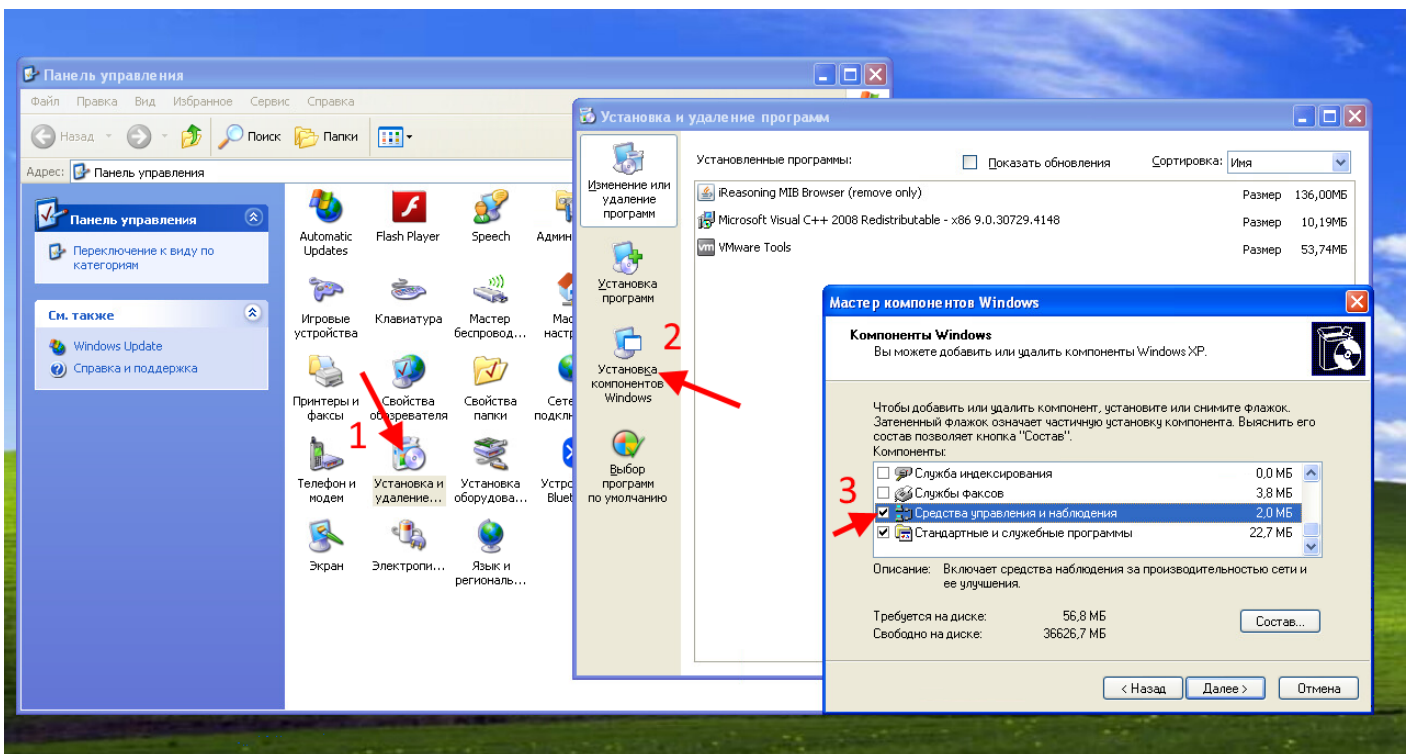 Панель управления
Файл Правка Вид Избранное Сервис Справка
Назад
Поиск
Папки
Адрес:
Панель управления
Панель управления
Переключение к виду по
категориям
См. также
Windows Update
Справка и поддержка
Automatic
Updates
Flash Player
Speech
Админ
Игровые
устройства
Клавиатура
Мастер
беспровод...
Мас
настр
Принтеры и
факсы
Свойства
обозревателя
Свойства
папки
Сете
подклн
1
Телефон и
модем
Установка и
удаление...
Установка
оборудова...
Устро
Bluet
Экран
Электропи...
Язык и
региональ...
Установка и удаление программ
Изменение или
удаление
программ
Установка
программ
2
Установка
компонентов
Windows
Выбор
программ
по умолчанию
Установленные программы:
Показать обновления
Сортировка:
Имя
iReasoning MIB Browser (remove only)
Размер 136,00МБ
Microsoft Visual C++ 2008 Redistributable - x86 9.0.30729.4148
Размер 10,19МБ
vm
VMware Tools
Размер 53,74МБ
Мастер компонентов Windows
Компоненты Windows
Вы можете добавить или удалить компоненты Windows XP.
Чтобы добавить или удалить компонент, установите или снимите флажок.
Затененный флажок означает частичную установку компонента. Выяснить его
состав позволяет кнопка "Состав".
Компоненты:
Служба индексирования 0,0 МБ
Службы факсов 3,8 МБ
3
Средства управления и наблюдения 2,0 МБ
Стандартные и служебные программы 22,7 МБ
Описание: Включает средства наблюдения за производительностью сети и
ее улучшения.
Требуется на диске: 56,8 МБ
Свободно на диске: 36626,7 МБ
Состав...
< Назад
Далее >
Отмена